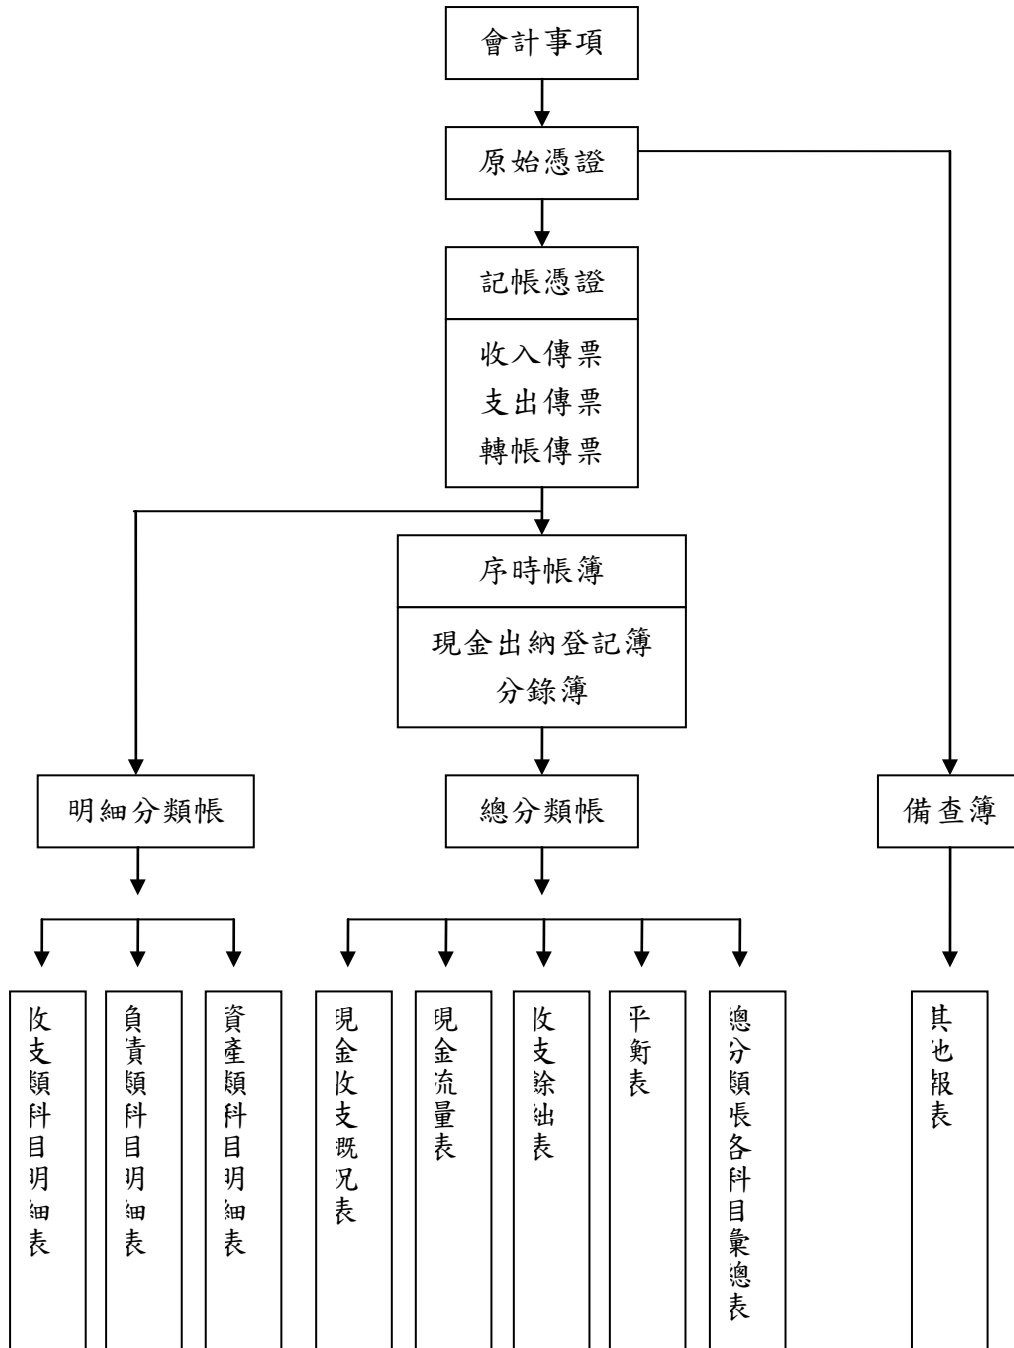 會計事項
原始憑證
記帳憑證
收入傳票
支出傳票
轉帳傳票
序時帳簿
現金出納登記簿
分錄簿
明細分類帳
總分類帳
備查簿
收支類科目明細表
負債類科目明細表
資產類科目明細表
現金收支概況表
現金流量表
收支餘絀表
平衡表
總分類帳各科目彙總表
其他報表